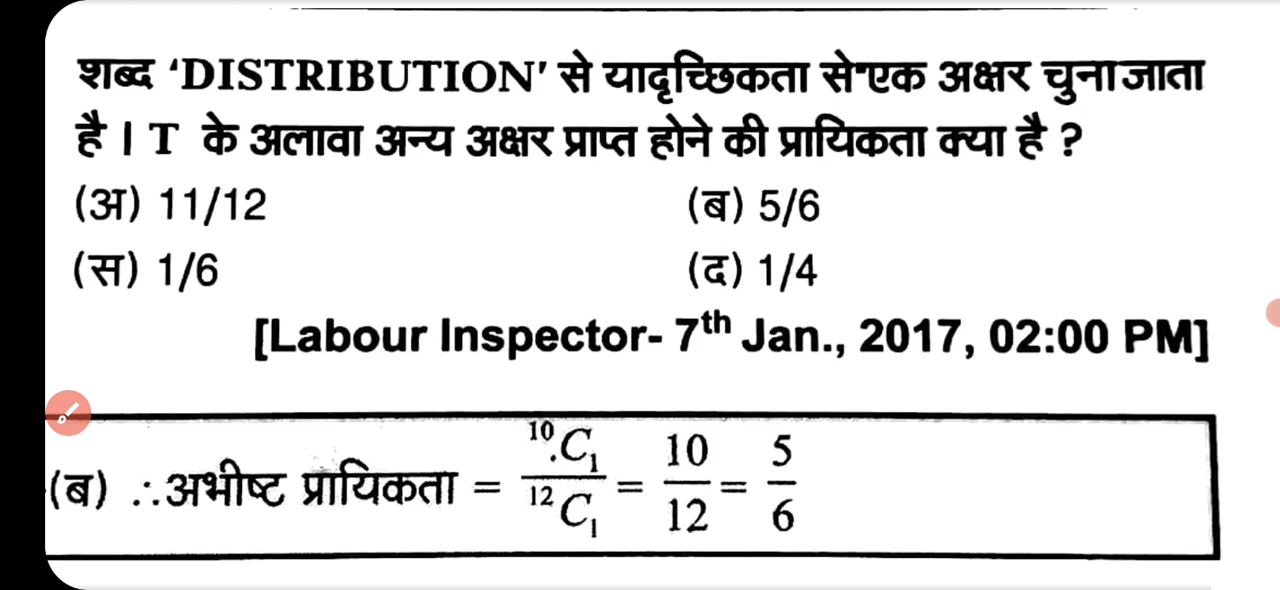 शब्द ‘DISTRIBUTION’ से यादृच्छिकता से एक अक्षर चुना जाता
है। T के अलावा अन्य अक्षर प्राप्त होने की प्रायिकता क्या है ?
(अ) 11/12 (ब) 5/6
(स) 1/6 (द) 1/4
[Labour Inspector- 7th Jan., 2017, 02:00 PM]
(ब) ∴अभीष्ट प्रायिकता = ¹⁰C₁/¹²C₁ = 10/12 = 5/6